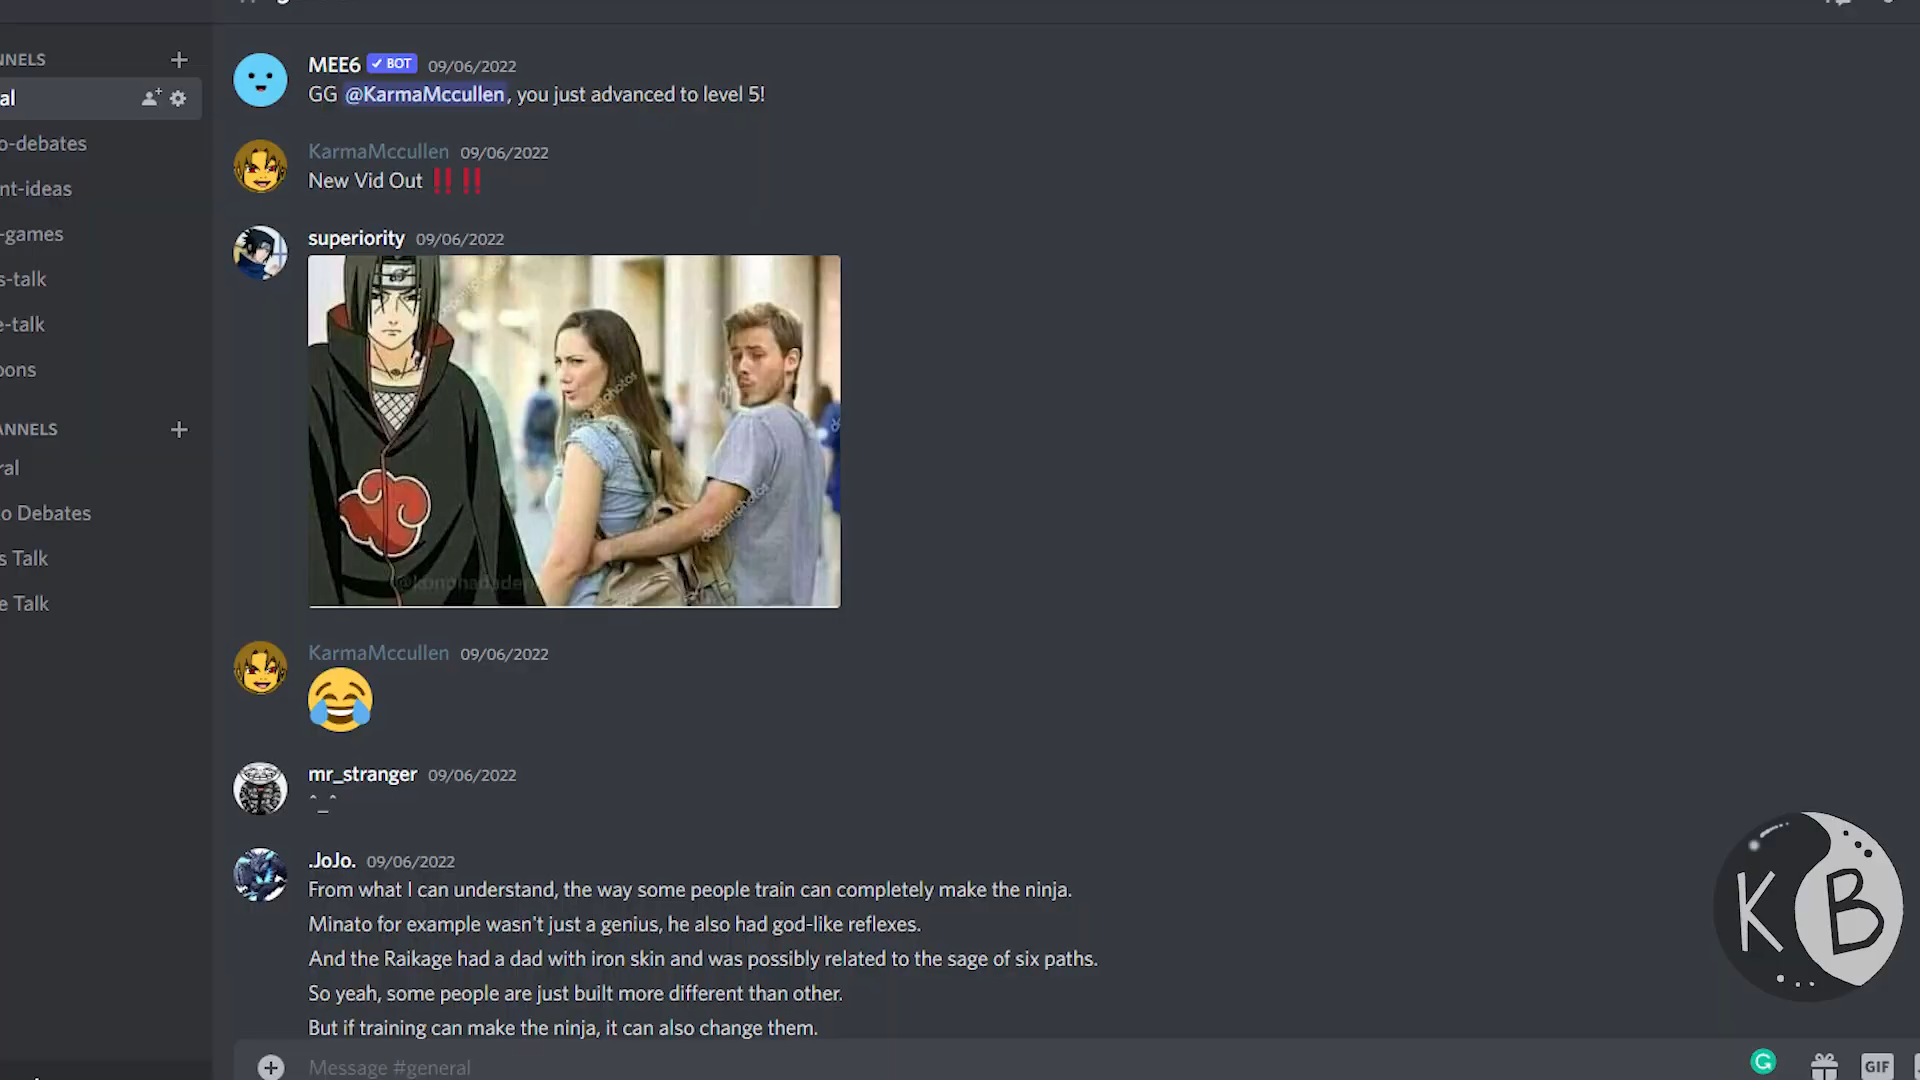 NNELS
al
o-debates
nt-ideas
-games
s-talk
e-talk
oons
ANNELS
ral
o Debates
s Talk
e Talk
MEE6 ✓ BOT 09/06/2022
GG @KarmaMccullen, you just advanced to level 5!
KarmaMccullen 09/06/2022
New Vid Out ‼️‼️
superiority 09/06/2022
depositphotos
KarmaMccullen 09/06/2022
😂
mr_stranger 09/06/2022
^_^
.JoJo. 09/06/2022
From what I can understand, the way some people train can completely make the ninja.
Minato for example wasn't just a genius, he also had god-like reflexes.
And the Raikage had a dad with iron skin and was possibly related to the sage of six paths.
So yeah, some people are just built more different than other.
But if training can make the ninja, it can also change them.
Message #general
GIF
K B